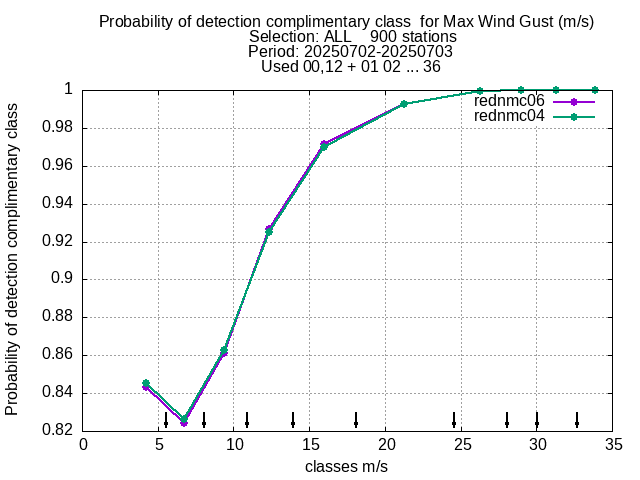 Probability of detection complimentary class  for Max Wind Gust (m/s)
Selection: ALL    900 stations
Period: 20250702-20250703
Used 00,12 + 01 02 ... 36
Probability of detection complimentary class
1
0.98
0.96
0.94
0.92
0.9
0.88
0.86
0.84
0.82
rednmc06
rednmc04
0 5 10 15 20 25 30 35
classes m/s